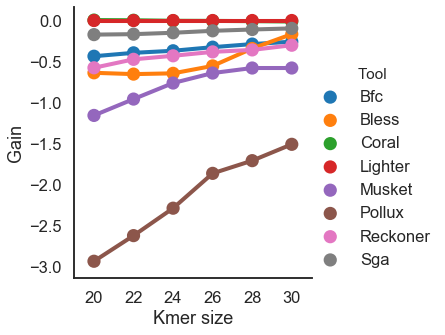 0.0
−0.5
−1.0
−1.5
−2.0
−2.5
−3.0
Gain
20 22 24 26 28 30
Kmer size
Tool
Bfc
Bless
Coral
Lighter
Musket
Pollux
Reckoner
Sga